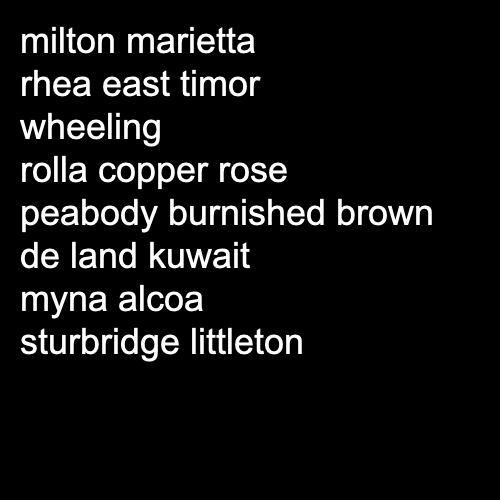 milton marietta
rhea east timor
wheeling
rolla copper rose
peabody burnished brown
de land kuwait
myna alcoa
sturbridge littleton